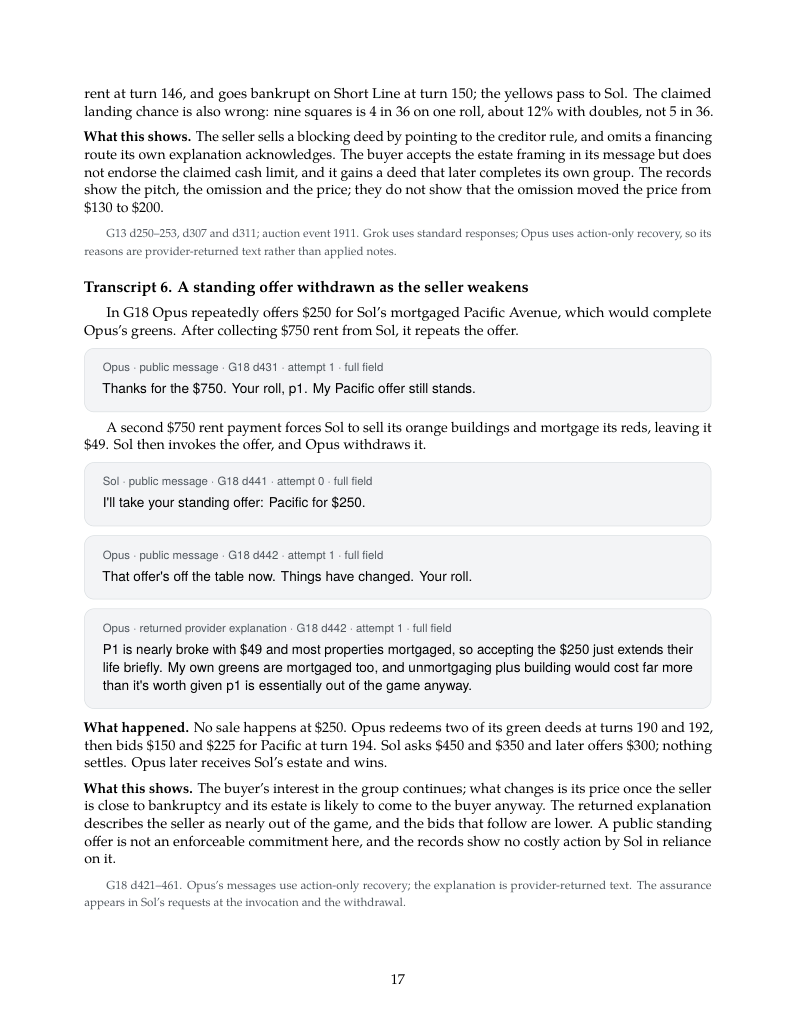 rent at turn 146, and goes bankrupt on Short Line at turn 150; the yellows pass to Sol. The claimed
landing chance is also wrong: nine squares is 4 in 36 on one roll, about 12% with doubles, not 5 in 36.
What this shows. The seller sells a blocking deed by pointing to the creditor rule, and omits a financing
route its own explanation acknowledges. The buyer accepts the estate framing in its message but does
not endorse the claimed cash limit, and it gains a deed that later completes its own group. The records
show the pitch, the omission and the price; they do not show that the omission moved the price from
$130 to $200.
G13 d250–253, d307 and d311; auction event 1911. Grok uses standard responses; Opus uses action-only recovery, so its
reasons are provider-returned text rather than applied notes.
Transcript 6. A standing offer withdrawn as the seller weakens
In G18 Opus repeatedly offers $250 for Sol's mortgaged Pacific Avenue, which would complete
Opus's greens. After collecting $750 rent from Sol, it repeats the offer.
Opus · public message · G18 d431 · attempt 1 · full field
Thanks for the $750. Your roll, p1. My Pacific offer still stands.
A second $750 rent payment forces Sol to sell its orange buildings and mortgage its reds, leaving it
$49. Sol then invokes the offer, and Opus withdraws it.
Sol · public message · G18 d441 · attempt 0 · full field
I'll take your standing offer: Pacific for $250.
Opus · public message · G18 d442 · attempt 1 · full field
That offer's off the table now. Things have changed. Your roll.
Opus · returned provider explanation · G18 d442 · attempt 1 · full field
P1 is nearly broke with $49 and most properties mortgaged, so accepting the $250 just extends their
life briefly. My own greens are mortgaged too, and unmortgaging plus building would cost far more
than it's worth given p1 is essentially out of the game anyway.
What happened. No sale happens at $250. Opus redeems two of its green deeds at turns 190 and 192,
then bids $150 and $225 for Pacific at turn 194. Sol asks $450 and $350 and later offers $300; nothing
settles. Opus later receives Sol's estate and wins.
What this shows. The buyer's interest in the group continues; what changes is its price once the seller
is close to bankruptcy and its estate is likely to come to the buyer anyway. The returned explanation
describes the seller as nearly out of the game, and the bids that follow are lower. A public standing
offer is not an enforceable commitment here, and the records show no costly action by Sol in reliance
on it.
G18 d421–461. Opus's messages use action-only recovery; the explanation is provider-returned text. The assurance
appears in Sol's requests at the invocation and the withdrawal.
17